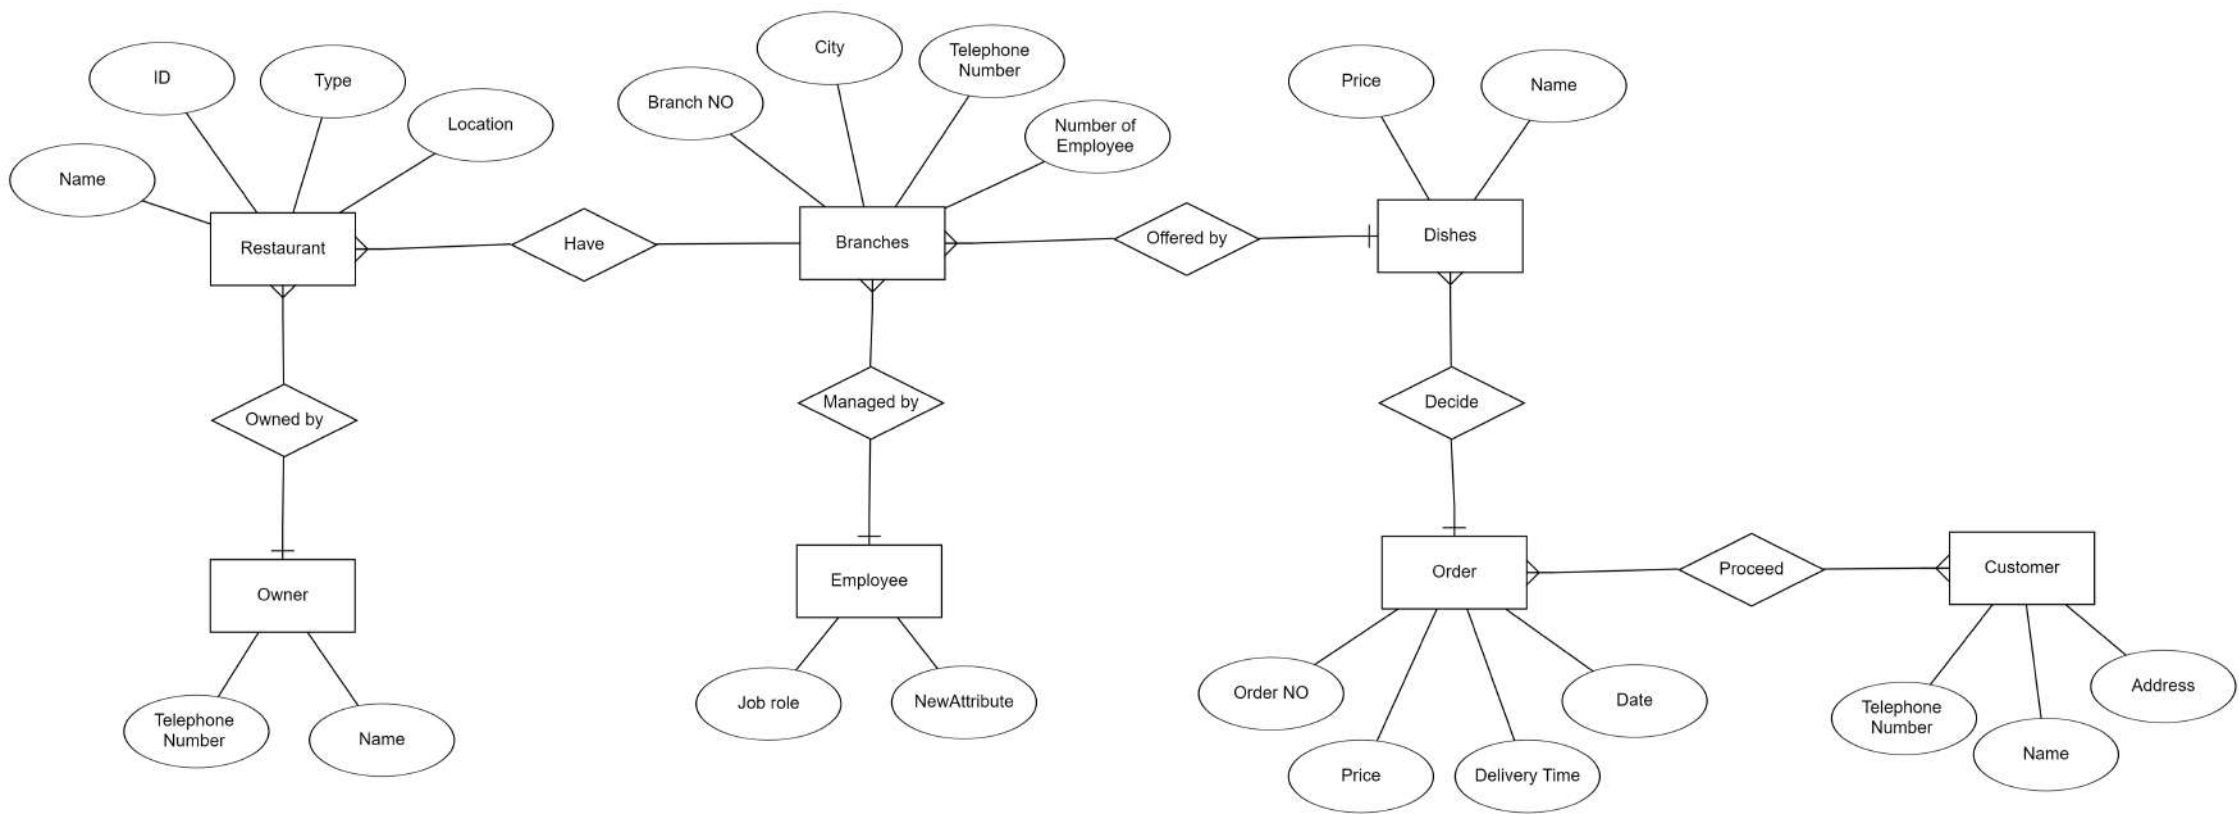 City
Telephone
Number
ID
Type
Price
Name
Branch NO
Location
Number of
Employee
Name
Restaurant
Have
Branches
Offered by
Dishes
Owned by
Managed by
Decide
Owner
Employee
Order
Proceed
Customer
Telephone
Number
Name
Job role
NewAttribute
Order NO
Date
Price
Delivery Time
Telephone
Number
Name
Address